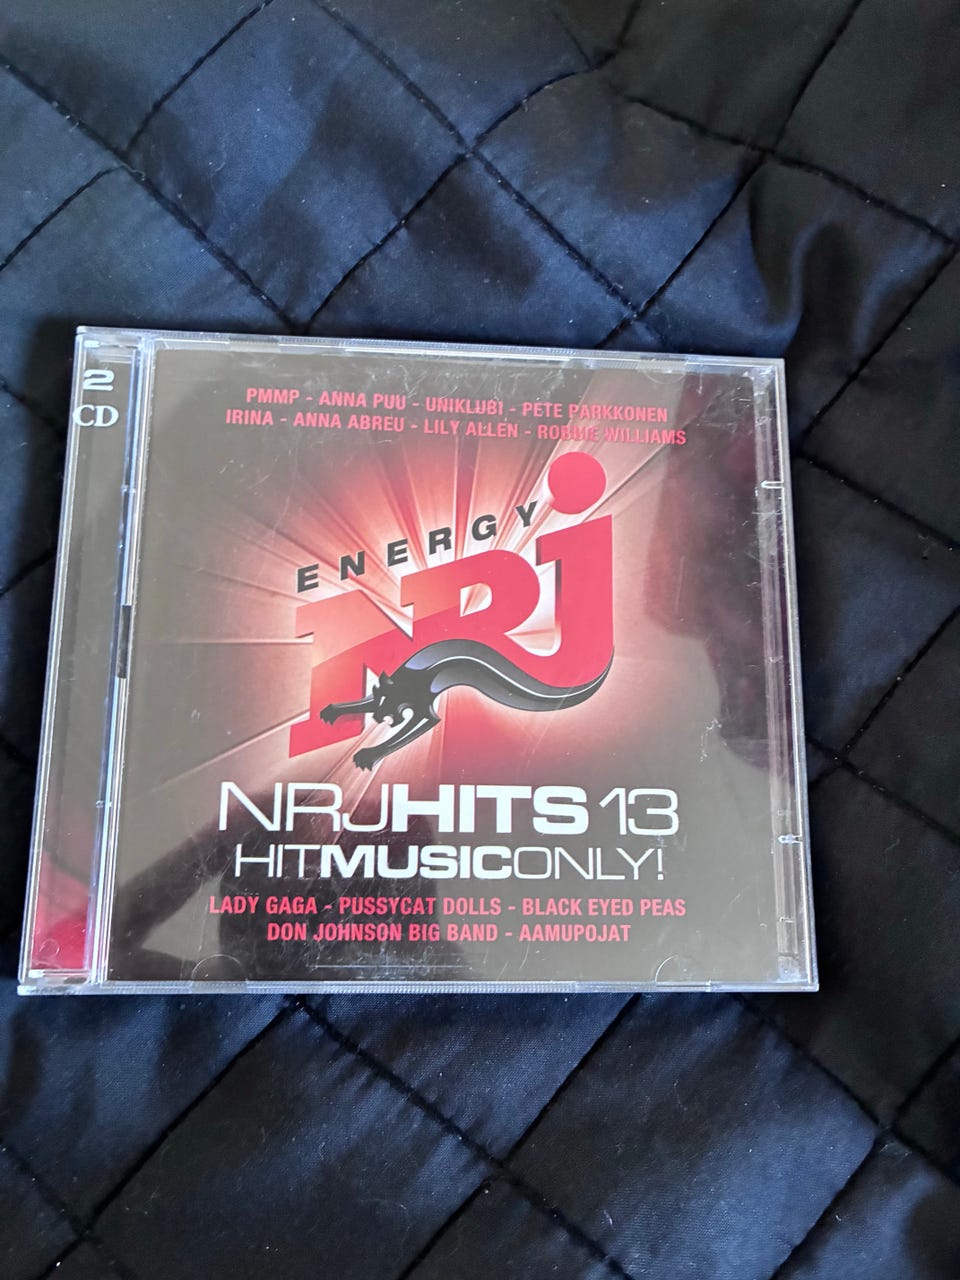 2
CD
PMMP - ANNA PUU - UNIKLUBI - PETE PARKKONEN
IRINA - ANNA ABREU - LILY ALLEN - ROBBIE WILLIAMS
ENERGY
NRJ
NRJHITS 13
HITMUSICONLY!
LADY GAGA - PUSSYCAT DOLLS - BLACK EYED PEAS
DON JOHNSON BIG BAND - AAMUPOJAT